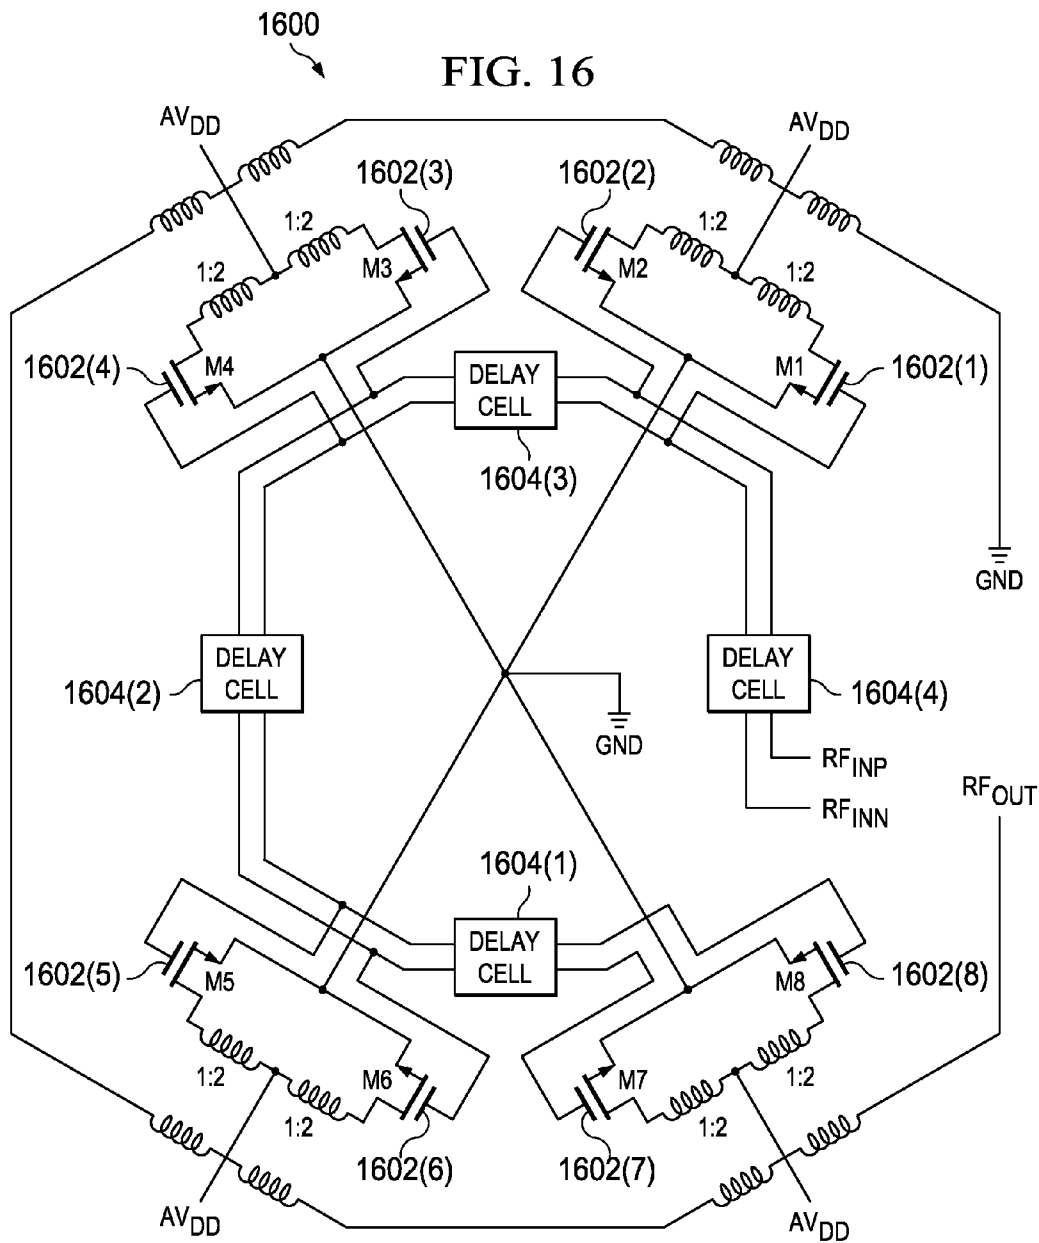 1600
FIG. 16
AVDD
AVDD
1602(3)
1602(2)
1:2
1:2
M3
M2
1:2
1:2
1602(4)
M4
DELAY
CELL
M1
1602(1)
1604(3)
GND
DELAY
CELL
DELAY
CELL
1604(2)
1604(4)
GND
RFINP
RFOUT
RFINN
1604(1)
DELAY
CELL
1602(5)
M5
M8
1602(8)
M6
M7
1:2
1:2
1:2
1:2
1602(6)
1602(7)
AVDD
AVDD